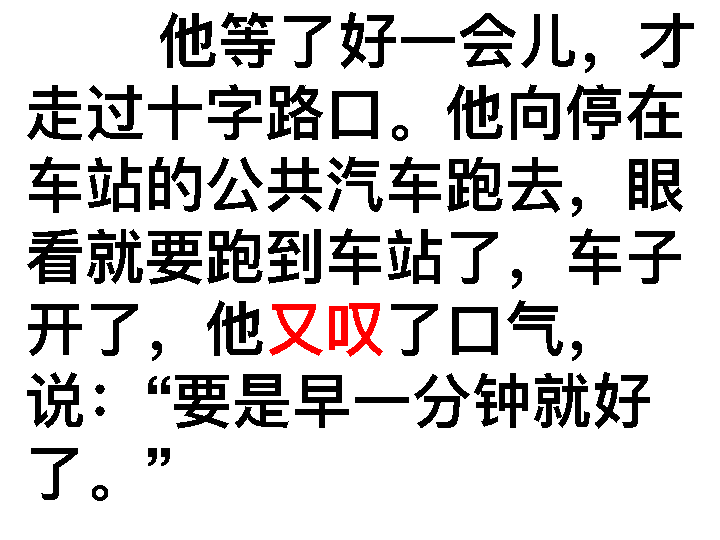 他等了好一会儿，才
走过十字路口。他向停在
车站的公共汽车跑去，眼
看就要跑到车站了，车子
开了，他又叹了口气，
说：“要是早一分钟就好
了。”